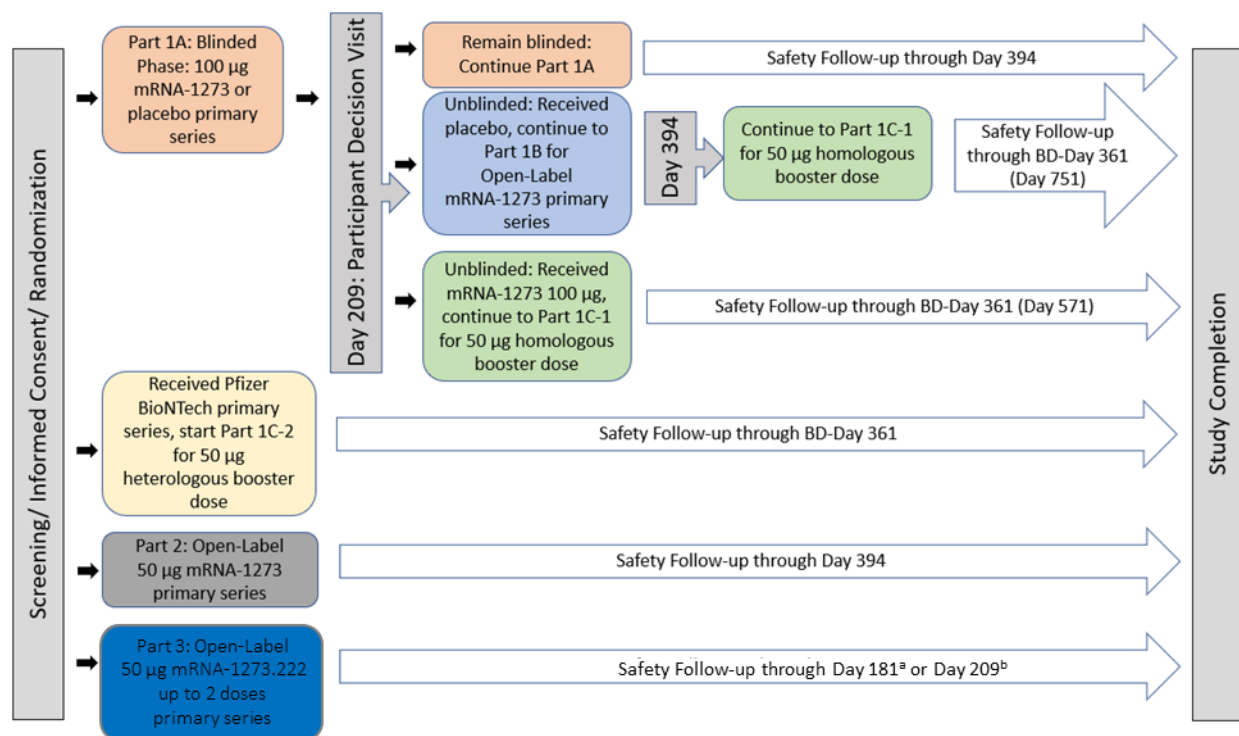 Screening/ Informed Consent/ Randomization
Part 1A: Blinded
Phase: 100 µg
mRNA-1273 or
placebo primary
series
Day 209: Participant Decision Visit
Remain blinded:
Continue Part 1A
Safety Follow-up through Day 394
Unblinded: Received
placebo, continue to
Part 1B for
Open-Label
mRNA-1273 primary
series
Day 394
Continue to Part 1C-1
for 50 µg homologous
booster dose
Safety Follow-up
through BD-Day 361
(Day 751)
Unblinded: Received
mRNA-1273 100 µg,
continue to Part 1C-1
for 50 µg homologous
booster dose
Safety Follow-up through BD-Day 361 (Day 571)
Received Pfizer
BioNTech primary
series, start Part 1C-2
for 50 µg
heterologous booster
dose
Safety Follow-up through BD-Day 361
Part 2: Open-Label
50 µg mRNA-1273
primary series
Safety Follow-up through Day 394
Part 3: Open-Label
50 µg mRNA-1273.222
up to 2 doses
primary series
Safety Follow-up through Day 181ᵃ or Day 209ᵇ
Study Completion